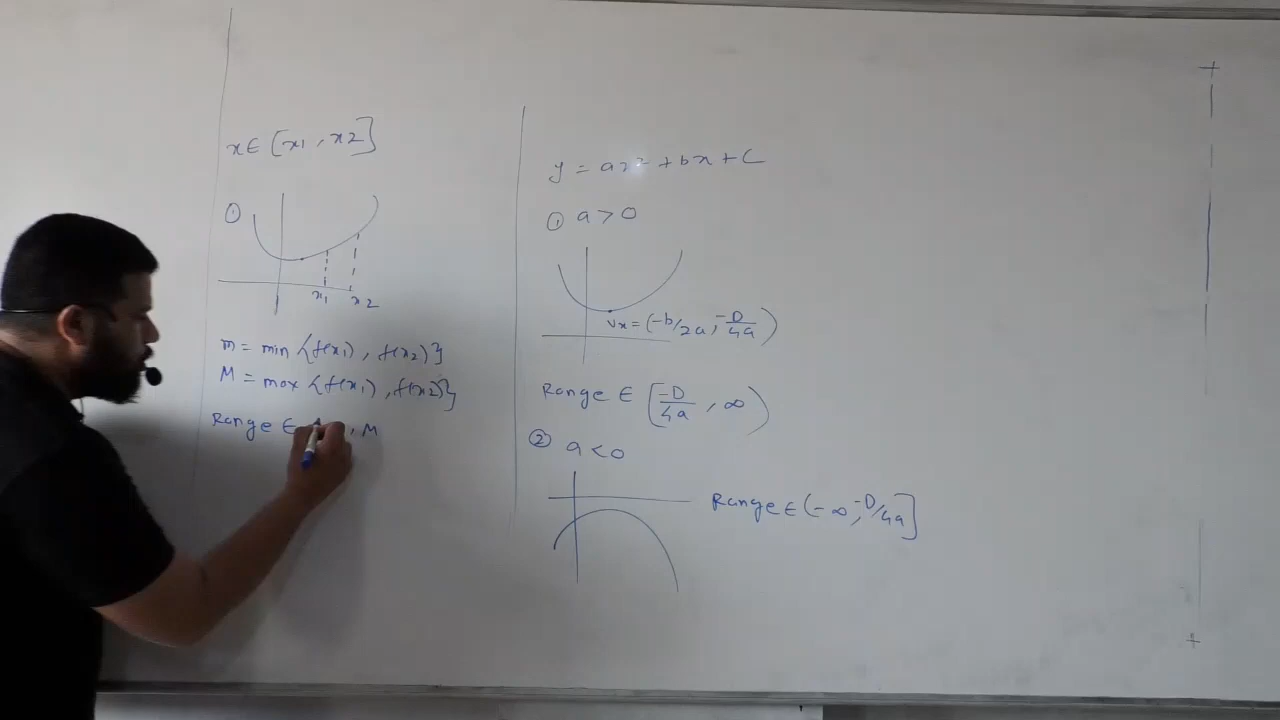 x ∈ [x1, x2]
①
x1 x2
m = min {f(x1), f(x2)}
M = max {f(x1), f(x2)}
Range ∈ , M
y = ax² + bx + c
① a > 0
Vx = (-b/2a, -D/4a)
Range ∈ [-D/4a, ∞)
② a < 0
Range ∈ (-∞, -D/4a]